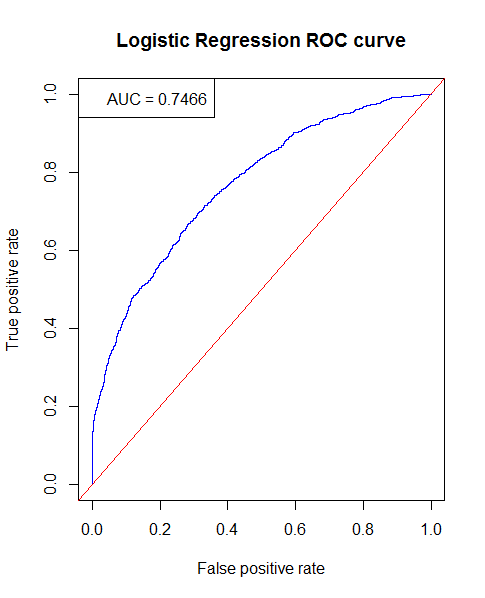 Logistic Regression ROC curve
AUC = 0.7466
True positive rate
1.0
0.8
0.6
0.4
0.2
0.0
0.0 0.2 0.4 0.6 0.8 1.0
False positive rate